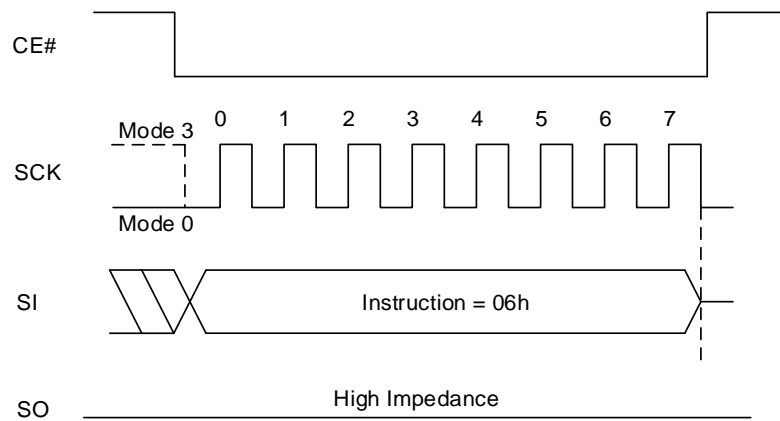 CE#
Mode 3 0 1 2 3 4 5 6 7
SCK
Mode 0
SI Instruction = 06h
High Impedance
SO